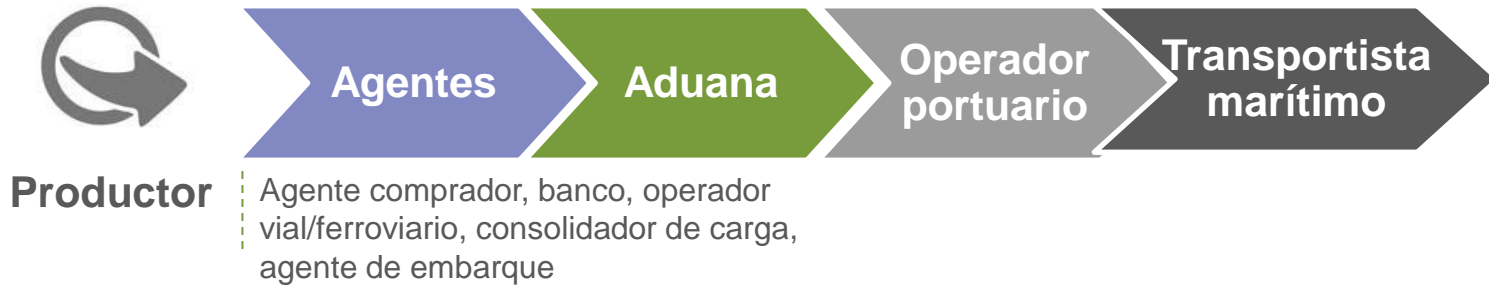 Productor
Agentes
Aduana
Operador
portuario
Transportista
marítimo
Agente comprador, banco, operador
vial/ferroviario, consolidador de carga,
agente de embarque